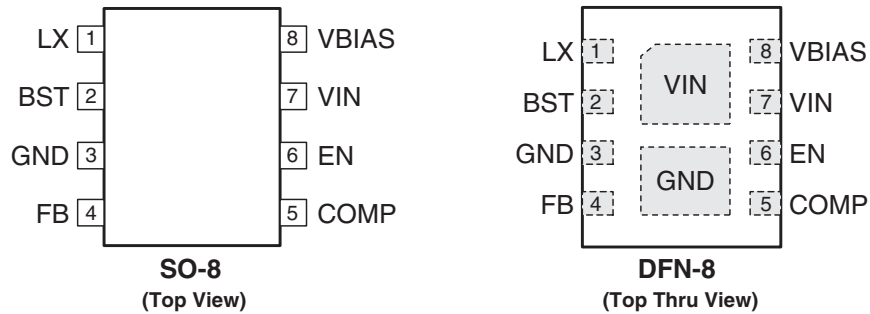 LX 1 8 VBIAS
BST 2 7 VIN
GND 3 6 EN
FB 4 5 COMP
SO-8
(Top View)
LX 1 8 VBIAS
VIN
BST 2 7 VIN
GND 3 6 EN
GND
FB 4 5 COMP
DFN-8
(Top Thru View)